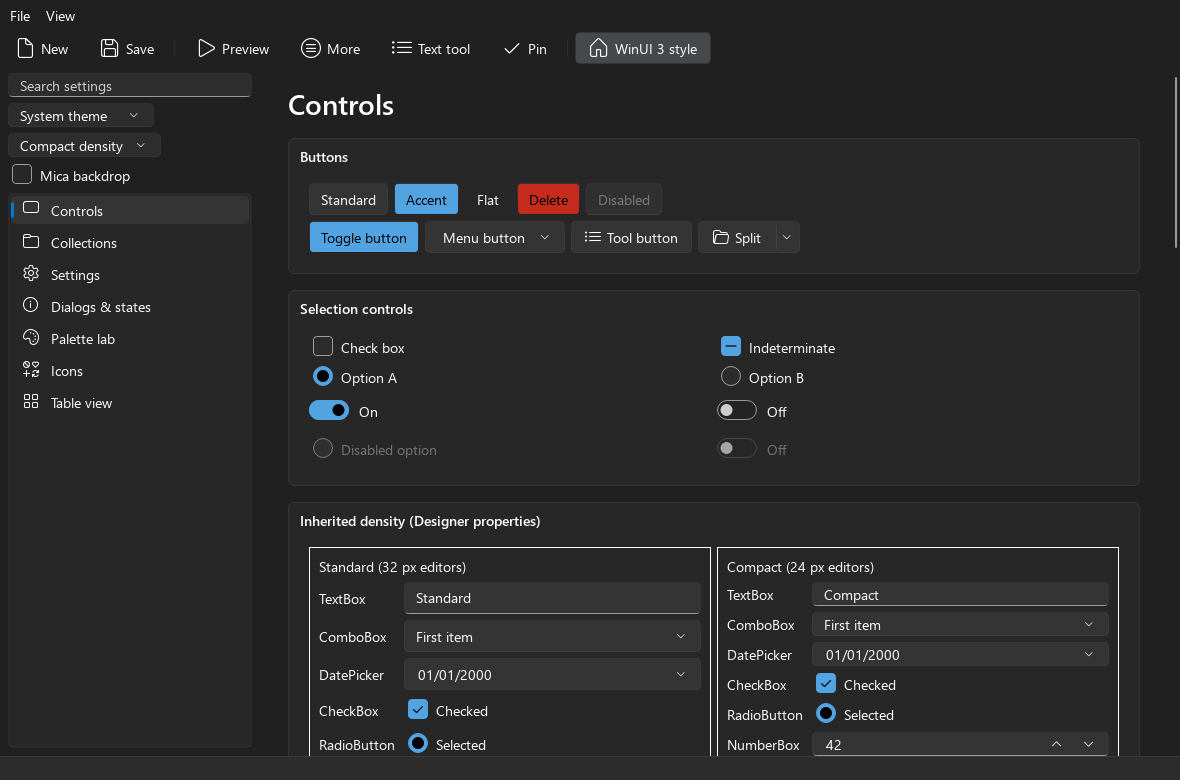 File View
New Save Preview More Text tool Pin WinUI 3 style
Search settings
System theme
Compact density
Mica backdrop
Controls
Collections
Settings
Dialogs & states
Palette lab
Icons
Table view
Controls
Buttons
Standard Accent Flat Delete Disabled
Toggle button Menu button Tool button Split
Selection controls
Check box Indeterminate
Option A Option B
On Off
Disabled option Off
Inherited density (Designer properties)
Standard (32 px editors)
TextBox Standard
ComboBox First item
DatePicker 01/01/2000
CheckBox Checked
RadioButton Selected
Compact (24 px editors)
TextBox Compact
ComboBox First item
DatePicker 01/01/2000
CheckBox Checked
RadioButton Selected
NumberBox 42